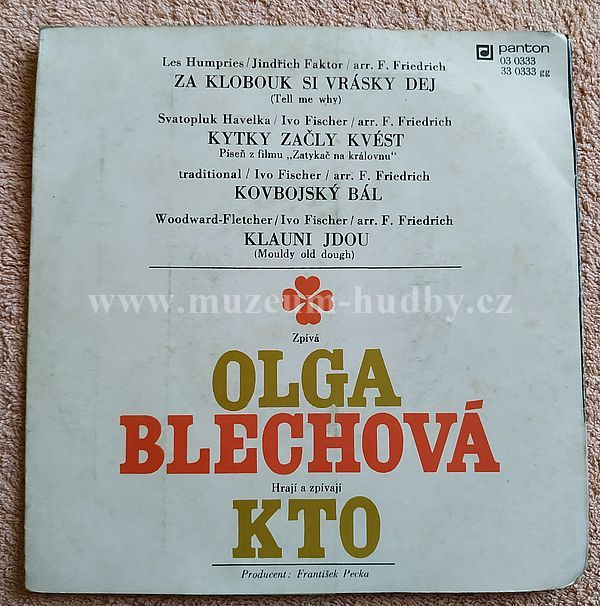 panton
03 0333
33 0333 gg
Les Humpries/Jindřich Faktor/arr. F. Friedrich
ZA KLOBOUK SI VRÁSKY DEJ
(Tell me why)
Svatopluk Havelka/Ivo Fischer/arr. F. Friedrich
KYTKY ZAČLY KVÉST
Píseň z filmu „Zatykač na královnu“
traditional/Ivo Fischer/arr. F. Friedrich
KOVBOJSKÝ BÁL
Woodward-Fletcher/Ivo Fischer/arr. F. Friedrich
KLAUNI JDOU
(Mouldy old dough)
www.muzeum-hudby.cz
Zpívá
OLGA
BLECHOVÁ
Hrají a zpívají
KTO
Producent: František Pecka